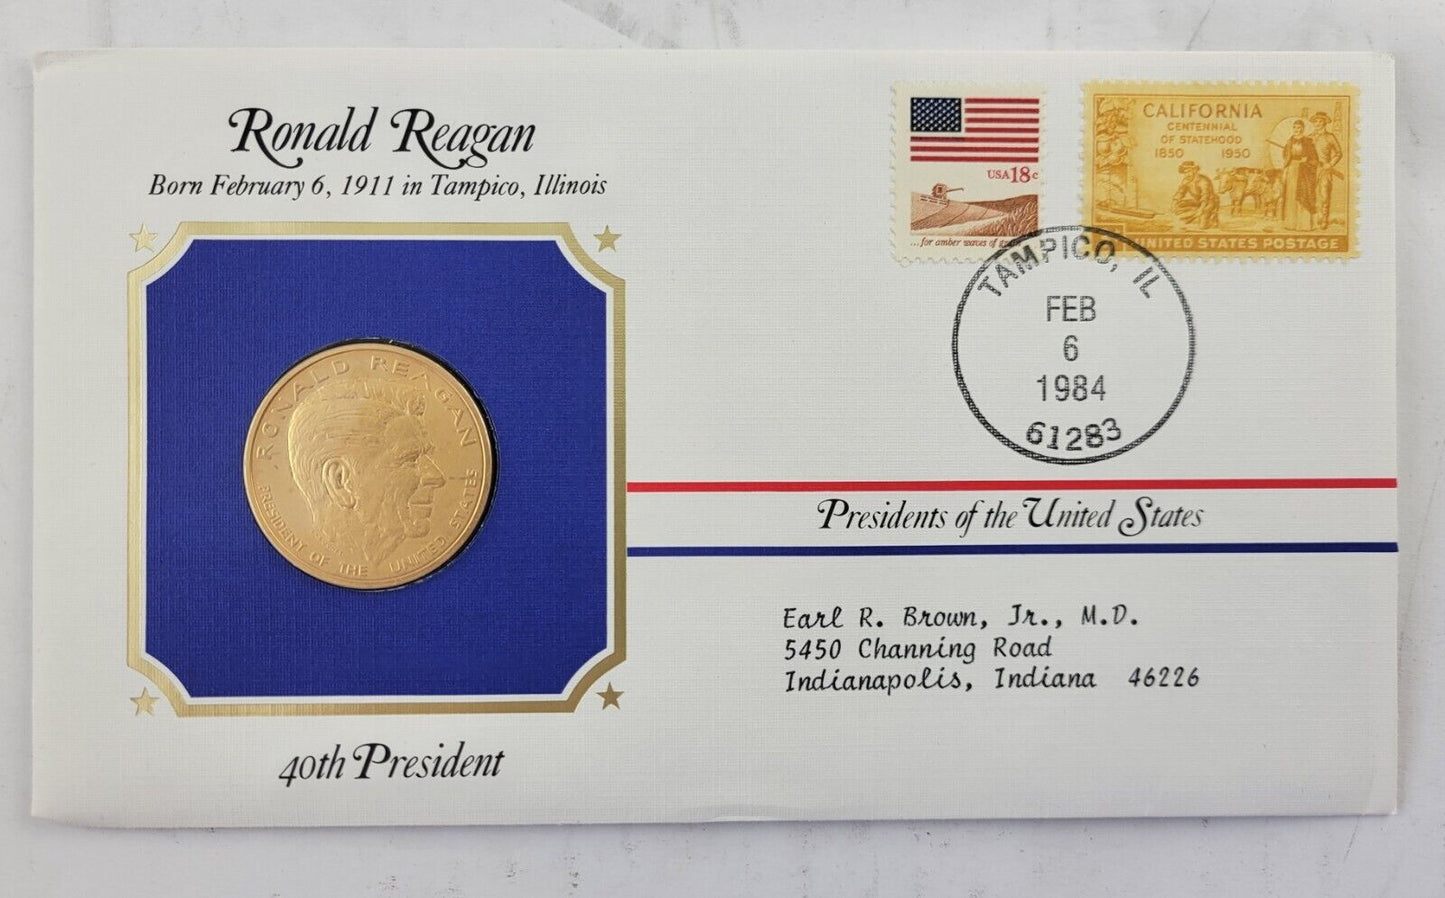 Ronald Reagan
Born February 6, 1911 in Tampico, Illinois
RONALD REAGAN
PRESIDENT OF THE UNITED STATES
40th President
USA 18c
...for amber waves of
CALIFORNIA
CENTENNIAL
OF STATEHOOD
1850 1950
UNITED STATES POSTAGE
TAMPICO, IL
FEB
6
1984
61283
Presidents of the United States
Earl R. Brown, Jr., M.D.
5450 Channing Road
Indianapolis, Indiana 46226